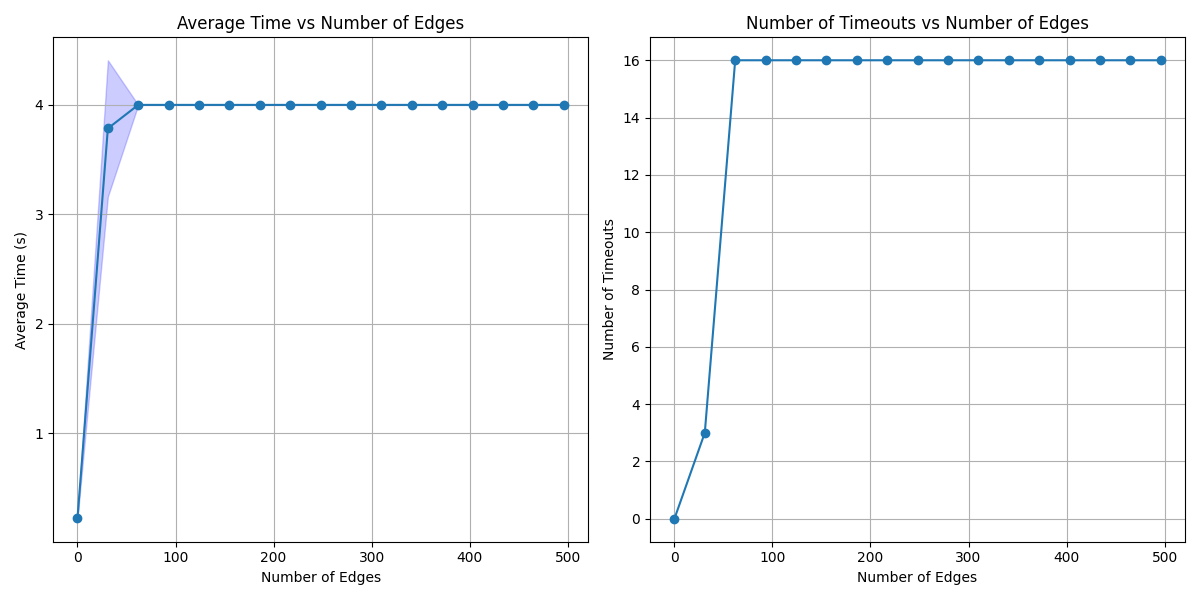 Average Time vs Number of Edges
Average Time (s)
4
3
2
1
0 100 200 300 400 500
Number of Edges
Number of Timeouts vs Number of Edges
Number of Timeouts
16
14
12
10
8
6
4
2
0
0 100 200 300 400 500
Number of Edges